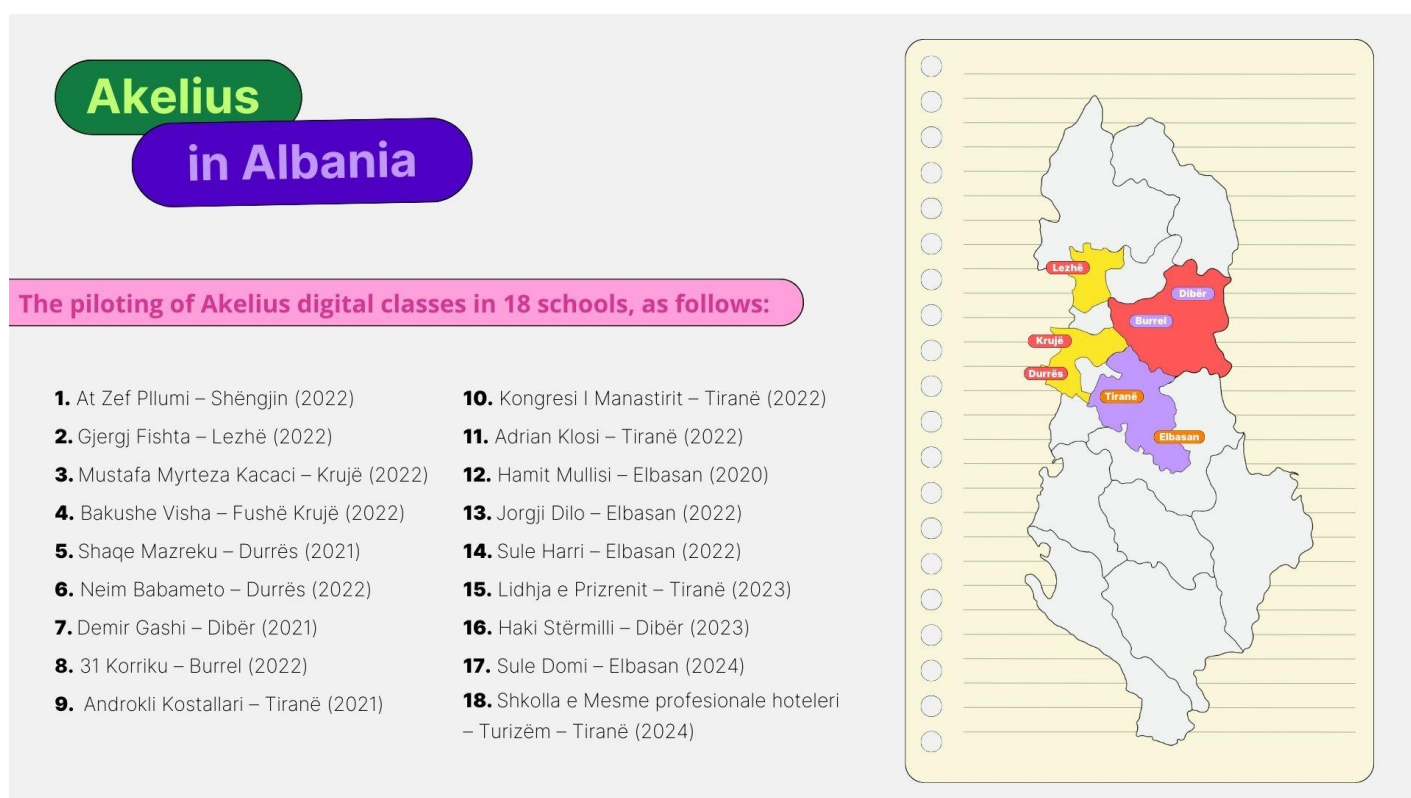 Akelius
in Albania
The piloting of Akelius digital classes in 18 schools, as follows:
1. At Zef Pllumi – Shëngjin (2022)
2. Gjergj Fishta – Lezhë (2022)
3. Mustafa Myrteza Kacaci – Krujë (2022)
4. Bakushe Visha – Fushë Krujë (2022)
5. Shaqe Mazreku – Durrës (2021)
6. Neim Babameto – Durrës (2022)
7. Demir Gashi – Dibër (2021)
8. 31 Korriku – Burrel (2022)
9. Androkli Kostallari – Tiranë (2021)
10. Kongresi I Manastirit – Tiranë (2022)
11. Adrian Klosi – Tiranë (2022)
12. Hamit Mullisi – Elbasan (2020)
13. Jorgji Dilo – Elbasan (2022)
14. Sule Harri – Elbasan (2022)
15. Lidhja e Prizrenit – Tiranë (2023)
16. Haki Stërmilli – Dibër (2023)
17. Sule Domi – Elbasan (2024)
18. Shkolla e Mesme profesionale hoteleri
– Turizëm – Tiranë (2024)
Lezhë
Dibër
Burrel
Krujë
Durrës
Tiranë
Elbasan